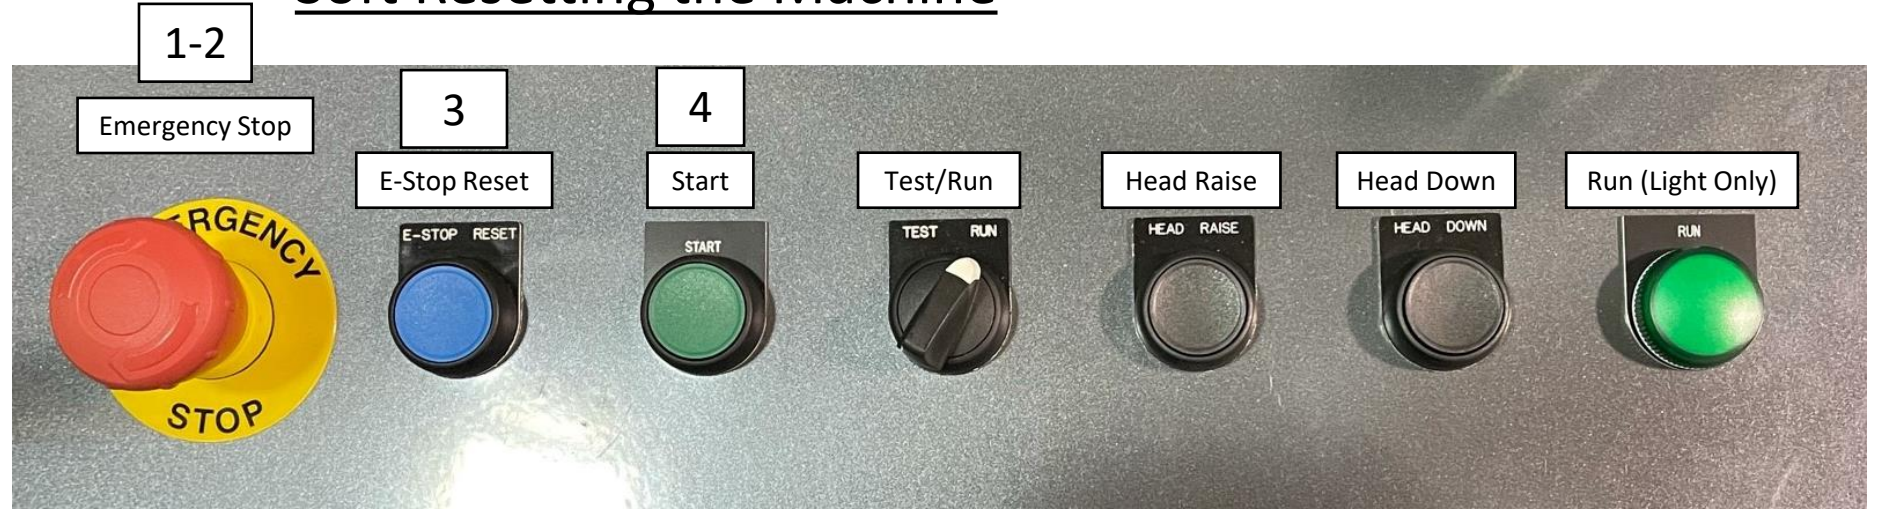 Soft Resetting the Machine
1-2
3
4
Emergency Stop
E-Stop Reset
Start
Test/Run
Head Raise
Head Down
Run (Light Only)
EMERGENCY
STOP
E-STOP RESET
START
TEST RUN
HEAD RAISE
HEAD DOWN
RUN